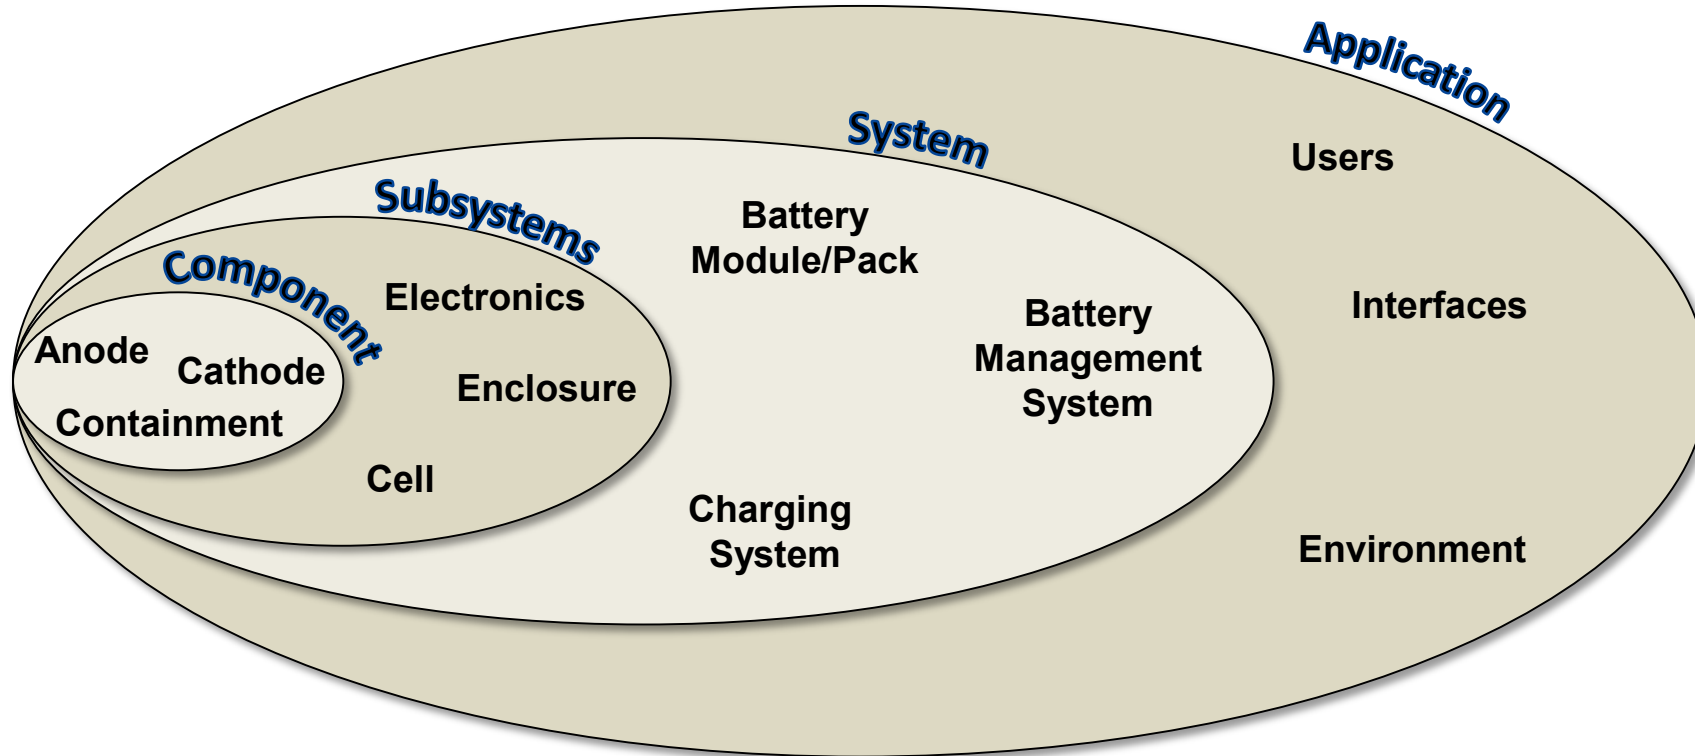 Application
System
Users
Subsystems
Battery
Module/Pack
Component
Electronics
Interfaces
Battery
Management
System
Anode
Cathode
Enclosure
Containment
Cell
Charging
System
Environment